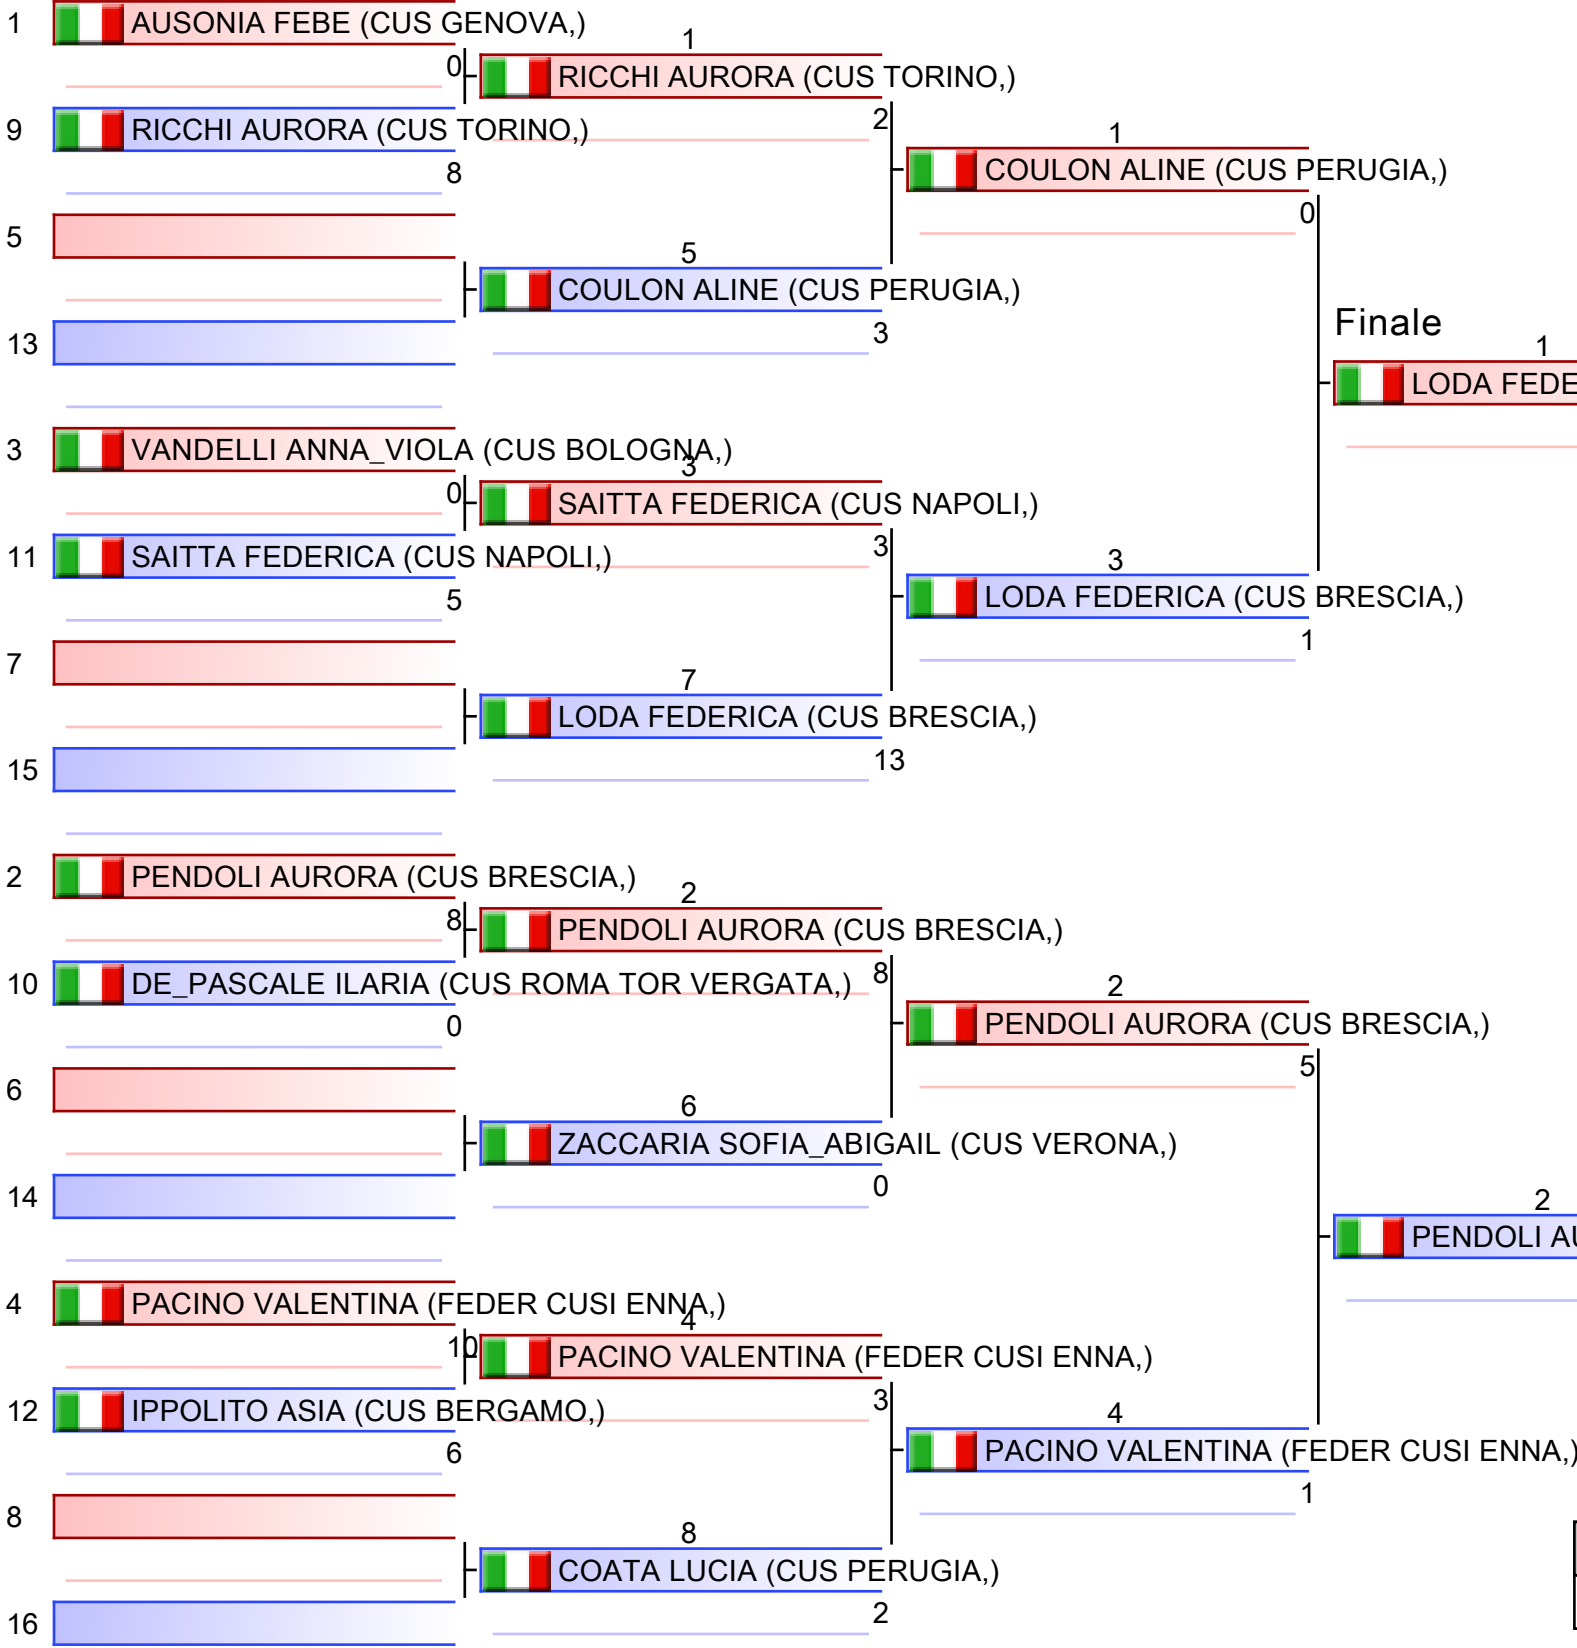 1 AUSONIA FEBE (CUS GENOVA,)
0
9 RICCHI AURORA (CUS TORINO,)
8
5
13
3 VANDELLI ANNA_VIOLA (CUS BOLOGNA,)
0
11 SAITTA FEDERICA (CUS NAPOLI,)
5
7
15
2 PENDOLI AURORA (CUS BRESCIA,)
8
10 DE_PASCALE ILARIA (CUS ROMA TOR VERGATA,)
0
6
14
4 PACINO VALENTINA (FEDER CUSI ENNA,)
10
12 IPPOLITO ASIA (CUS BERGAMO,)
6
8
16
1
RICCHI AURORA (CUS TORINO,)
2
5
COULON ALINE (CUS PERUGIA,)
3
3
SAITTA FEDERICA (CUS NAPOLI,)
3
7
LODA FEDERICA (CUS BRESCIA,)
13
2
PENDOLI AURORA (CUS BRESCIA,)
8
6
ZACCARIA SOFIA_ABIGAIL (CUS VERONA,)
0
4
PACINO VALENTINA (FEDER CUSI ENNA,)
3
8
COATA LUCIA (CUS PERUGIA,)
2
1
COULON ALINE (CUS PERUGIA,)
0
3
LODA FEDERICA (CUS BRESCIA,)
1
2
PENDOLI AURORA (CUS BRESCIA,)
5
4
PACINO VALENTINA (FEDER CUSI ENNA,)
1
Finale
1
LODA FEDE
2
PENDOLI AU